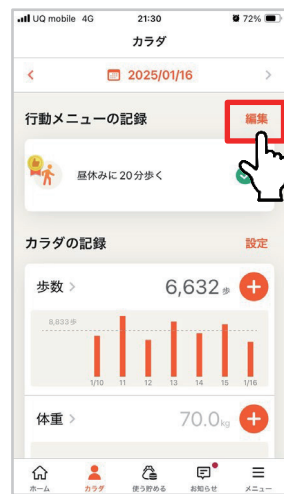 UQ mobile 4G 21:30 72%
カラダ
2025/01/16
行動メニューの記録 編集
昼休みに20分歩く
カラダの記録 設定
歩数 6,632 歩
8,833歩
1/10 11 12 13 14 15 1/16
体重 70.0 kg
ホーム カラダ 使う貯める お知らせ メニュー